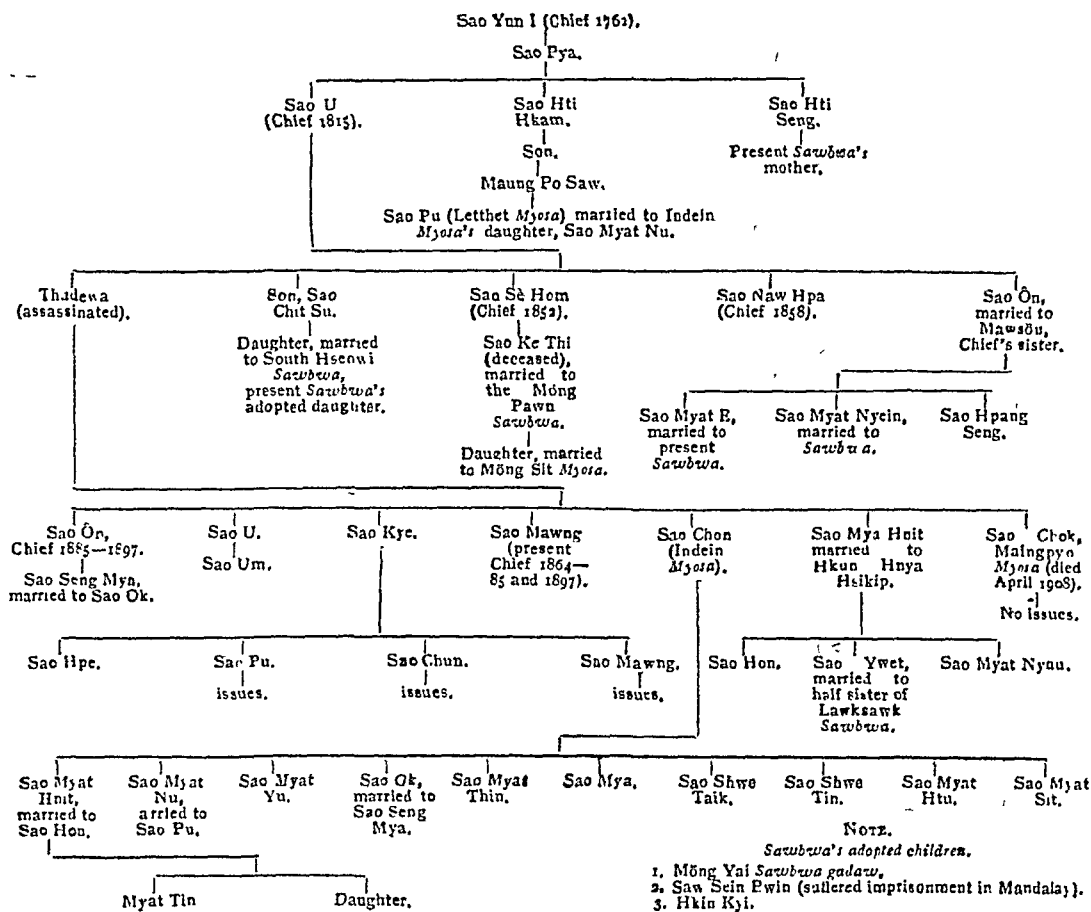 Sao Yun I (Chief 1762).
Sao Pya.
Sao U
(Chief 1815).
Sao Hti
Hkam.
Son.
Maung Po Saw.
Sao Pu (Letthet Myosa) married to Indein
Myosa's daughter, Sao Myat Nu.
Sao Hti
Seng.
Present Sawbwa's
mother.
Thadewa
(assassinated).
Son, Sao
Chit Su.
Daughter, married
to South Hsenwi
Sawbwa,
present Sawbwa's
adopted daughter.
Sao Sè Hom
(Chief 1852).
Sao Ke Thi
(deceased),
married to
the Möng
Pawn
Sawbwa.
Daughter, married
to Möng Sit Myosa.
Sao Naw Hpa
(Chief 1858).
Sao Ôn,
married to
Mawsön,
Chief's sister.
Sao Myat E,
married to
present
Sawbwa.
Sao Myat Nyein,
married to
Sawbwa.
Sao Hpang
Seng.
Sao Ôn,
Chief 1885—1897.
Sao Seng Mya,
married to Sao Ok.
Sao U.
Sao Um.
Sao Kye.
Sao Mawng
(present
Chief 1864—
85 and 1897).
Sao Chon
(Indein
Myosa).
Sao Mya Hnit
married to
Hkun Hnya
Hsikip.
Sao Chok,
Maingpyn
Myosa (died
April 1908).
No issues.
Sao Hpe.
Sao Pu.
issues.
Sao Chun.
issues.
Sao Mawng.
issues.
Sao Hon.
Sao Ywet,
married to
half sister of
Lawksawk
Sawbwa.
Sao Myat Nyun.
Sao Myat
Hnit,
married to
Sao Hon.
Sao Myat
Nu,
arried to
Sao Pu.
Sao Myat
Yu.
Sao Ok,
married to
Sao Seng
Mya.
Sao Myat
Thin.
Sao Mya.
Sao Shwe
Taik.
Sao Shwe
Tin.
Sao Myat
Htu.
Sao Myat
Sit.
Myat Tin
Daughter.
NOTE.
Sawbwa's adopted children.
1. Möng Yai Sawbwa gadaw.
2. Saw Sein Pwin (suffered imprisonment in Mandalay).
3. Hkin Kyi.